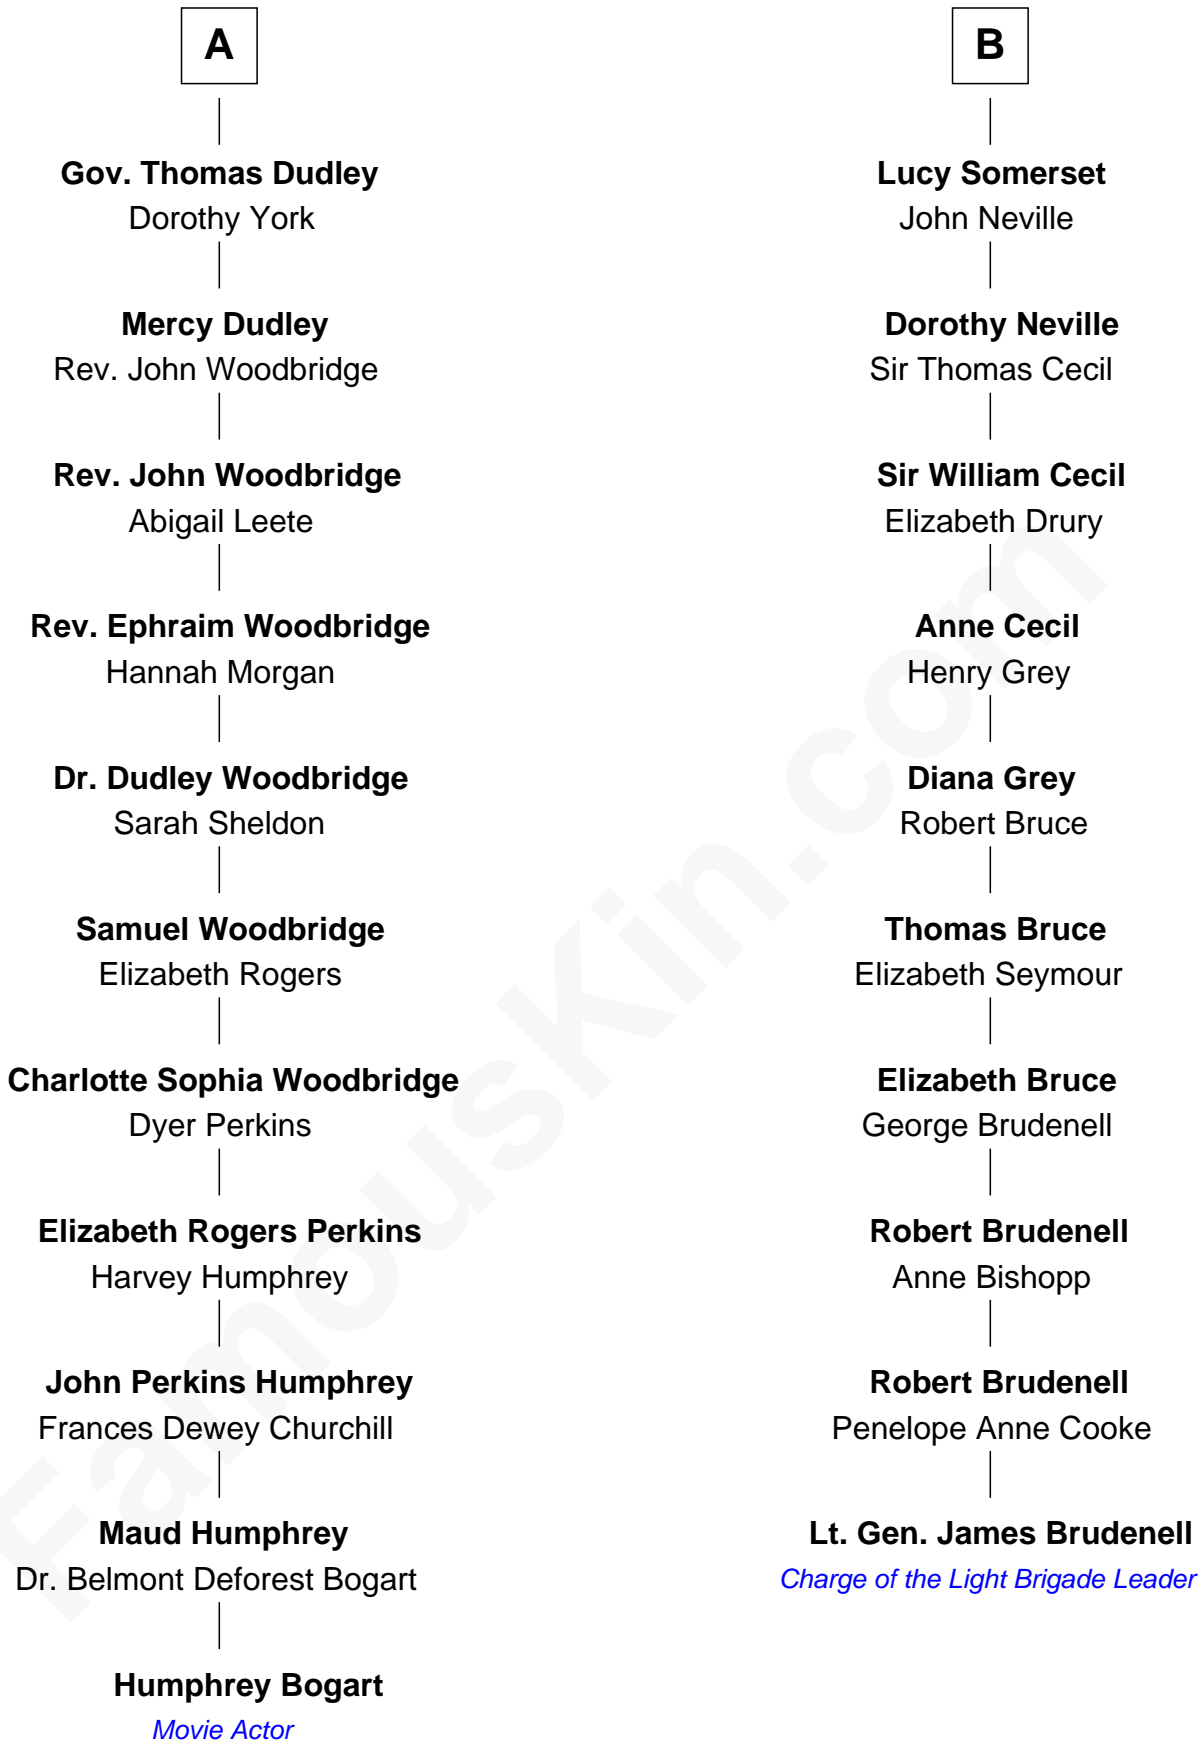 A
Gov. Thomas Dudley
Dorothy York
Mercy Dudley
Rev. John Woodbridge
Rev. John Woodbridge
Abigail Leete
Rev. Ephraim Woodbridge
Hannah Morgan
Dr. Dudley Woodbridge
Sarah Sheldon
Samuel Woodbridge
Elizabeth Rogers
Charlotte Sophia Woodbridge
Dyer Perkins
Elizabeth Rogers Perkins
Harvey Humphrey
John Perkins Humphrey
Frances Dewey Churchill
Maud Humphrey
Dr. Belmont Deforest Bogart
Humphrey Bogart
Movie Actor
B
Lucy Somerset
John Neville
Dorothy Neville
Sir Thomas Cecil
Sir William Cecil
Elizabeth Drury
Anne Cecil
Henry Grey
Diana Grey
Robert Bruce
Thomas Bruce
Elizabeth Seymour
Elizabeth Bruce
George Brudenell
Robert Brudenell
Anne Bishopp
Robert Brudenell
Penelope Anne Cooke
Lt. Gen. James Brudenell
Charge of the Light Brigade Leader
FamousKin.com